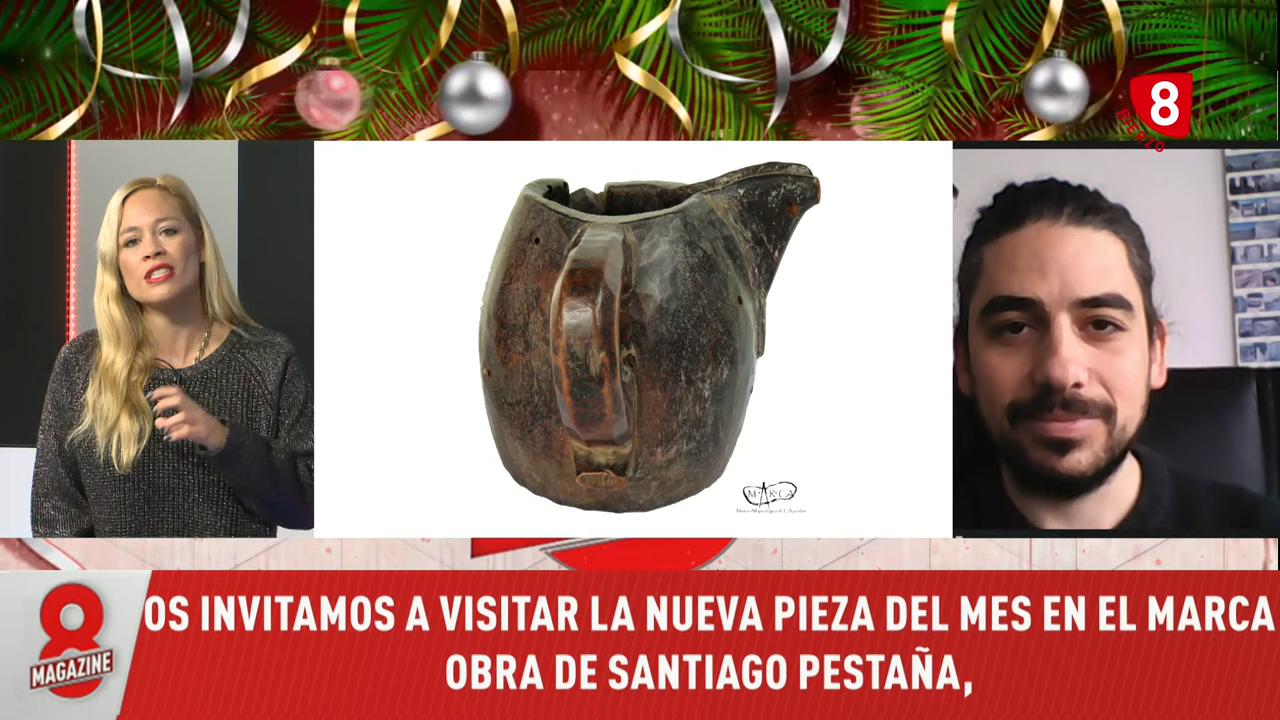 8
BIERZO
MARCA
8
MAGAZINE
OS INVITAMOS A VISITAR LA NUEVA PIEZA DEL MES EN EL MARCA
OBRA DE SANTIAGO PESTAÑA,